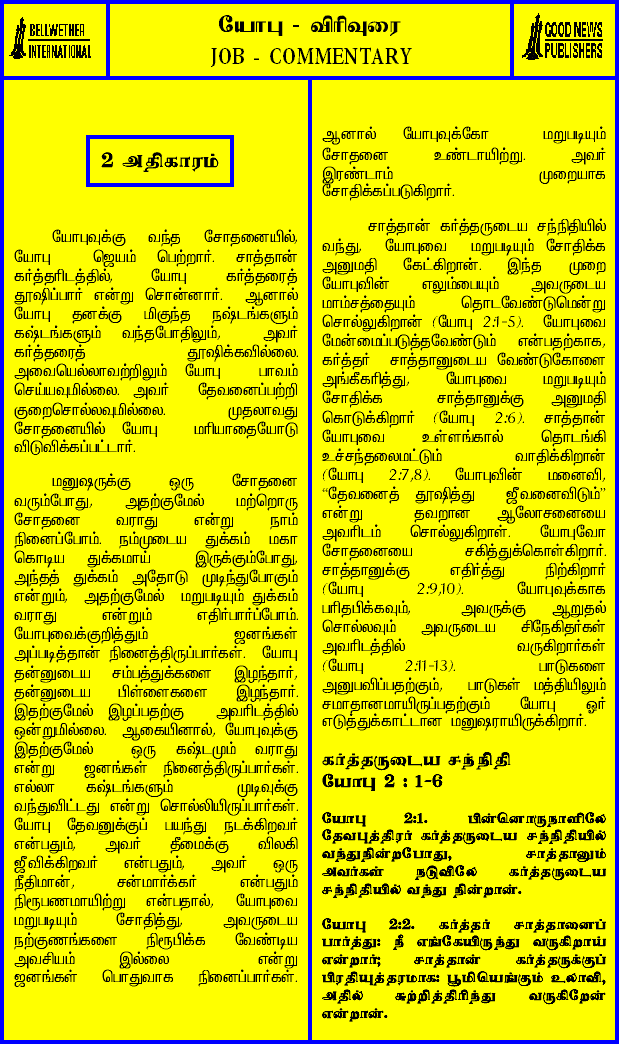 BELLWETHER
INTERNATIONAL
யோபு - விரிவுரை
JOB - COMMENTARY
GOOD NEWS
PUBLISHERS
2 அதிகாரம்
யோபுவுக்கு வந்த சோதனையில்,
யோபு ஜெயம் பெற்றார். சாத்தான்
கர்த்தரிடத்தில், யோபு கர்த்தரைத்
தூஷிப்பார் என்று சொன்னார். ஆனால்
யோபு தனக்கு மிகுந்த நஷ்டங்களும்
கஷ்டங்களும் வந்தபோதிலும், அவர்
கர்த்தரைத் தூஷிக்கவில்லை.
அவையெல்லாவற்றிலும் யோபு பாவம்
செய்யவுமில்லை. அவர் தேவனைப்பற்றி
குறைசொல்லவுமில்லை. முதலாவது
சோதனையில் யோபு மரியாதையோடு
விடுவிக்கப்பட்டார்.
மனுஷருக்கு ஒரு சோதனை
வரும்போது, அதற்குமேல் மற்றொரு
சோதனை வராது என்று நாம்
நினைப்போம். நம்முடைய துக்கம் மகா
கொடிய துக்கமாய் இருக்கும்போது,
அந்தத் துக்கம் அதோடு முடிந்துபோகும்
என்றும், அதற்குமேல் மறுபடியும் துக்கம்
வராது என்றும் எதிர்பார்ப்போம்.
யோபுவைக்குறித்தும் ஜனங்கள்
அப்படித்தான் நினைத்திருப்பார்கள். யோபு
தன்னுடைய சம்பத்துக்களை இழந்தார்,
தன்னுடைய பிள்ளைகளை இழந்தார்.
இதற்குமேல் இழப்பதற்கு அவரிடத்தில்
ஒன்றுமில்லை. ஆகையினால், யோபுவுக்கு
இதற்குமேல் ஒரு கஷ்டமும் வராது
என்று ஜனங்கள் நினைத்திருப்பார்கள்.
எல்லா கஷ்டங்களும் முடிவுக்கு
வந்துவிட்டது என்று சொல்லியிருப்பார்கள்.
யோபு தேவனுக்குப் பயந்து நடக்கிறவர்
என்பதும், அவர் தீமைக்கு விலகி
ஜீவிக்கிறவர் என்பதும், அவர் ஒரு
நீதிமான், சன்மார்க்கர் என்பதும்
நிரூபணமாயிற்று என்பதால், யோபுவை
மறுபடியும் சோதித்து, அவருடைய
நற்குணங்களை நிரூபிக்க வேண்டிய
அவசியம் இல்லை என்று
ஜனங்கள் பொதுவாக நினைப்பார்கள்.
ஆனால் யோபுவுக்கோ மறுபடியும்
சோதனை உண்டாயிற்று. அவர்
இரண்டாம் முறையாக
சோதிக்கப்படுகிறார்.
சாத்தான் கர்த்தருடைய சந்நிதியில்
வந்து, யோபுவை மறுபடியும் சோதிக்க
அனுமதி கேட்கிறான். இந்த முறை
யோபுவின் எலும்பையும் அவருடைய
மாம்சத்தையும் தொடவேண்டுமென்று
சொல்லுகிறான் (யோபு 2:1-5). யோபுவை
மேன்மைப்படுத்தவேண்டும் என்பதற்காக,
கர்த்தர் சாத்தானுடைய வேண்டுகோளை
அங்கீகரித்து, யோபுவை மறுபடியும்
சோதிக்க சாத்தானுக்கு அனுமதி
கொடுக்கிறார் (யோபு 2:6). சாத்தான்
யோபுவை உள்ளங்கால் தொடங்கி
உச்சந்தலைமட்டும் வாதிக்கிறான்
(யோபு 2:7,8). யோபுவின் மனைவி,
“தேவனைத் தூஷித்து ஜீவனைவிடும்”
என்று தவறான ஆலோசனையை
அவரிடம் சொல்லுகிறாள். யோபுவோ
சோதனையை சகித்துக்கொள்கிறார்.
சாத்தானுக்கு எதிர்த்து நிற்கிறார்
(யோபு 2:9,10). யோபுவுக்காக
பரிதபிக்கவும், அவருக்கு ஆறுதல்
சொல்லவும் அவருடைய சிநேகிதர்கள்
அவரிடத்தில் வருகிறார்கள்
(யோபு 2:11-13). பாடுகளை
அனுபவிப்பதற்கும், பாடுகள் மத்தியிலும்
சமாதானமாயிருப்பதற்கும் யோபு ஓர்
எடுத்துக்காட்டான மனுஷராயிருக்கிறார்.
கர்த்தருடைய சந்நிதி
யோபு 2 : 1-6
யோபு 2:1. பின்னொருநாளிலே
தேவபுத்திரர் கர்த்தருடைய சந்நிதியில்
வந்துநின்றபோது, சாத்தானும்
அவர்கள் நடுவிலே கர்த்தருடைய
சந்நிதியில் வந்து நின்றான்.
யோபு 2:2. கர்த்தர் சாத்தானைப்
பார்த்து: நீ எங்கேயிருந்து வருகிறாய்
என்றார்; சாத்தான் கர்த்தருக்குப்
பிரதியுத்தரமாக: பூமியெங்கும் உலாவி,
அதில் சுற்றித்திரிந்து வருகிறேன்
என்றான்.